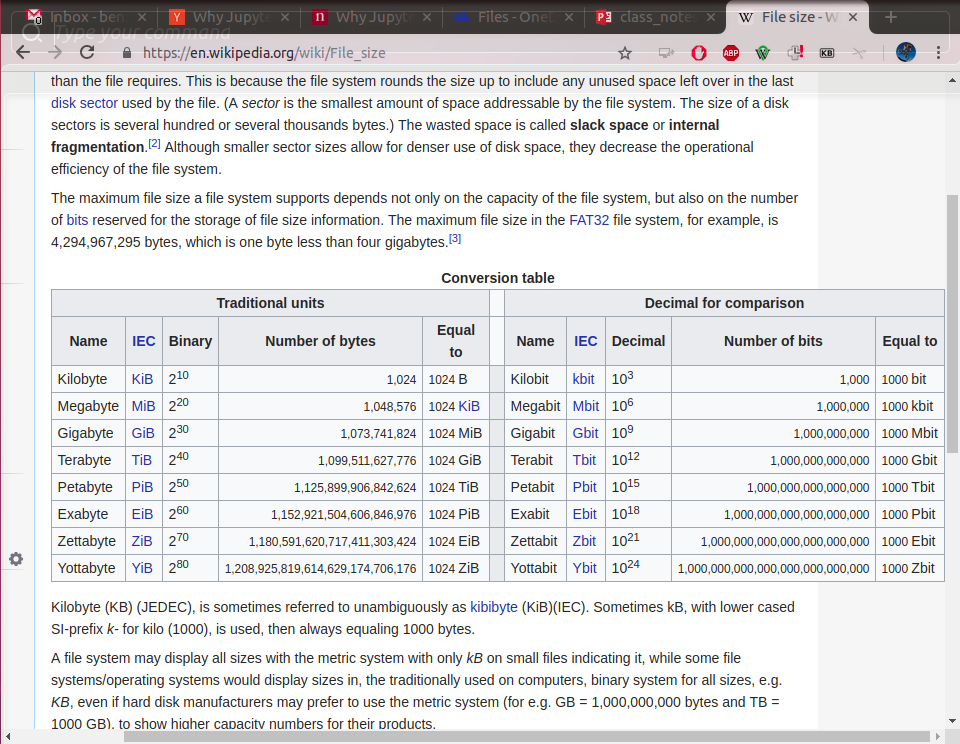 Inbox - ben
Why Jupyte
Why Jupyt
Files - OneD
class_note
File size - W
Type your command
https://en.wikipedia.org/wiki/File_size
than the file requires. This is because the file system rounds the size up to include any unused space left over in the last
disk sector used by the file. (A sector is the smallest amount of space addressable by the file system. The size of a disk
sectors is several hundred or several thousands bytes.) The wasted space is called slack space or internal
fragmentation.[2] Although smaller sector sizes allow for denser use of disk space, they decrease the operational
efficiency of the file system.
The maximum file size a file system supports depends not only on the capacity of the file system, but also on the number
of bits reserved for the storage of file size information. The maximum file size in the FAT32 file system, for example, is
4,294,967,295 bytes, which is one byte less than four gigabytes.[3]
Conversion table
Traditional units Decimal for comparison
Name IEC Binary Number of bytes Equal to Name IEC Decimal Number of bits Equal to
Kilobyte KiB 2^10 1,024 1024 B Kilobit kbit 10^3 1,000 1000 bit
Megabyte MiB 2^20 1,048,576 1024 KiB Megabit Mbit 10^6 1,000,000 1000 kbit
Gigabyte GiB 2^30 1,073,741,824 1024 MiB Gigabit Gbit 10^9 1,000,000,000 1000 Mbit
Terabyte TiB 2^40 1,099,511,627,776 1024 GiB Terabit Tbit 10^12 1,000,000,000,000 1000 Gbit
Petabyte PiB 2^50 1,125,899,906,842,624 1024 TiB Petabit Pbit 10^15 1,000,000,000,000,000 1000 Tbit
Exabyte EiB 2^60 1,152,921,504,606,846,976 1024 PiB Exabit Ebit 10^18 1,000,000,000,000,000,000 1000 Pbit
Zettabyte ZiB 2^70 1,180,591,620,717,411,303,424 1024 EiB Zettabit Zbit 10^21 1,000,000,000,000,000,000,000 1000 Ebit
Yottabyte YiB 2^80 1,208,925,819,614,629,174,706,176 1024 ZiB Yottabit Ybit 10^24 1,000,000,000,000,000,000,000,000 1000 Zbit
Kilobyte (KB) (JEDEC), is sometimes referred to unambiguously as kibibyte (KiB)(IEC). Sometimes kB, with lower cased
SI-prefix k- for kilo (1000), is used, then always equaling 1000 bytes.
A file system may display all sizes with the metric system with only kB on small files indicating it, while some file
systems/operating systems would display sizes in, the traditionally used on computers, binary system for all sizes, e.g.
KB, even if hard disk manufacturers may prefer to use the metric system (for e.g. GB = 1,000,000,000 bytes and TB =
1000 GB), to show higher capacity numbers for their products.